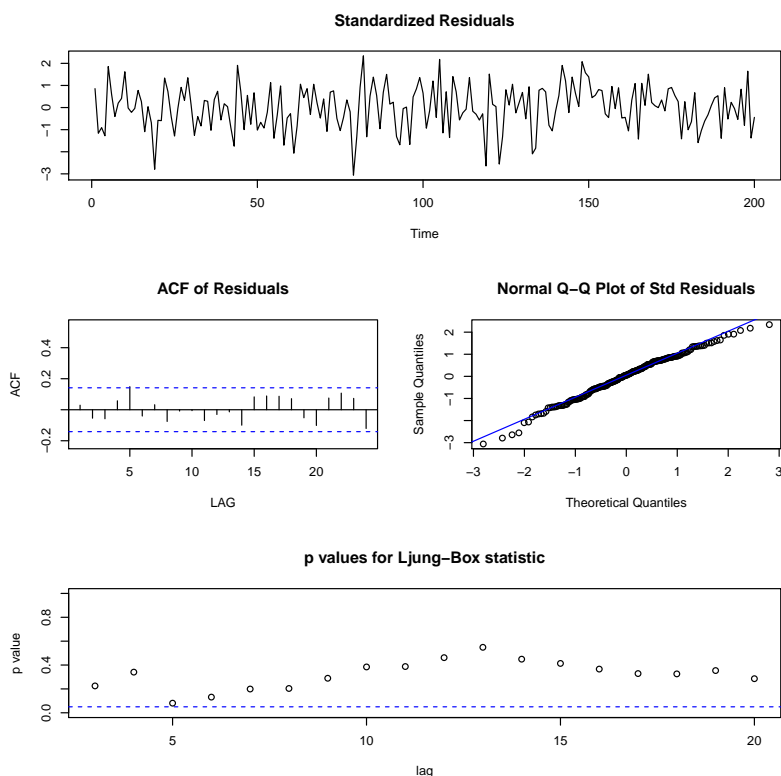 Standardized Residuals
2
1
0
−1
−3
0 50 100 150 200
Time
ACF of Residuals
ACF
0.4
0.2
−0.2
5 10 15 20
LAG
Normal Q−Q Plot of Std Residuals
Sample Quantiles
2
1
0
−1
−3
−3 −2 −1 0 1 2 3
Theoretical Quantiles
p values for Ljung−Box statistic
p value
0.8
0.4
0.0
5 10 15 20
lag